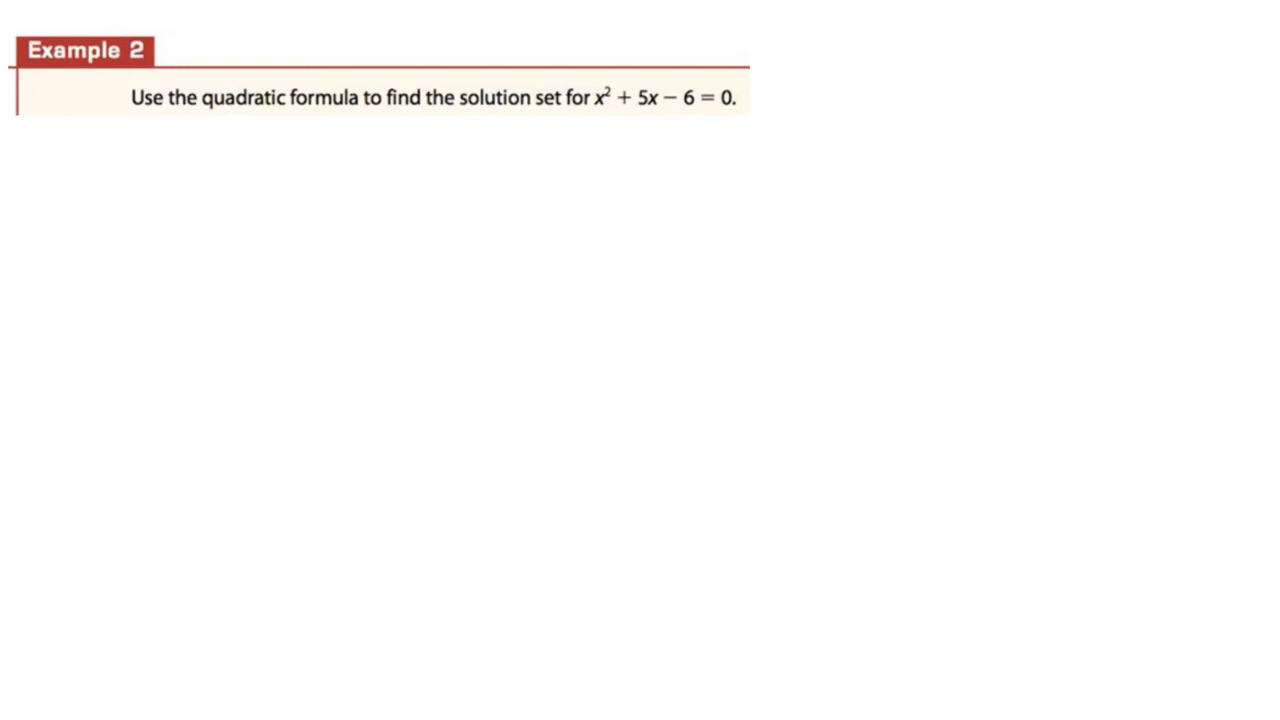 Example 2
Use the quadratic formula to find the solution set for x² + 5x − 6 = 0.